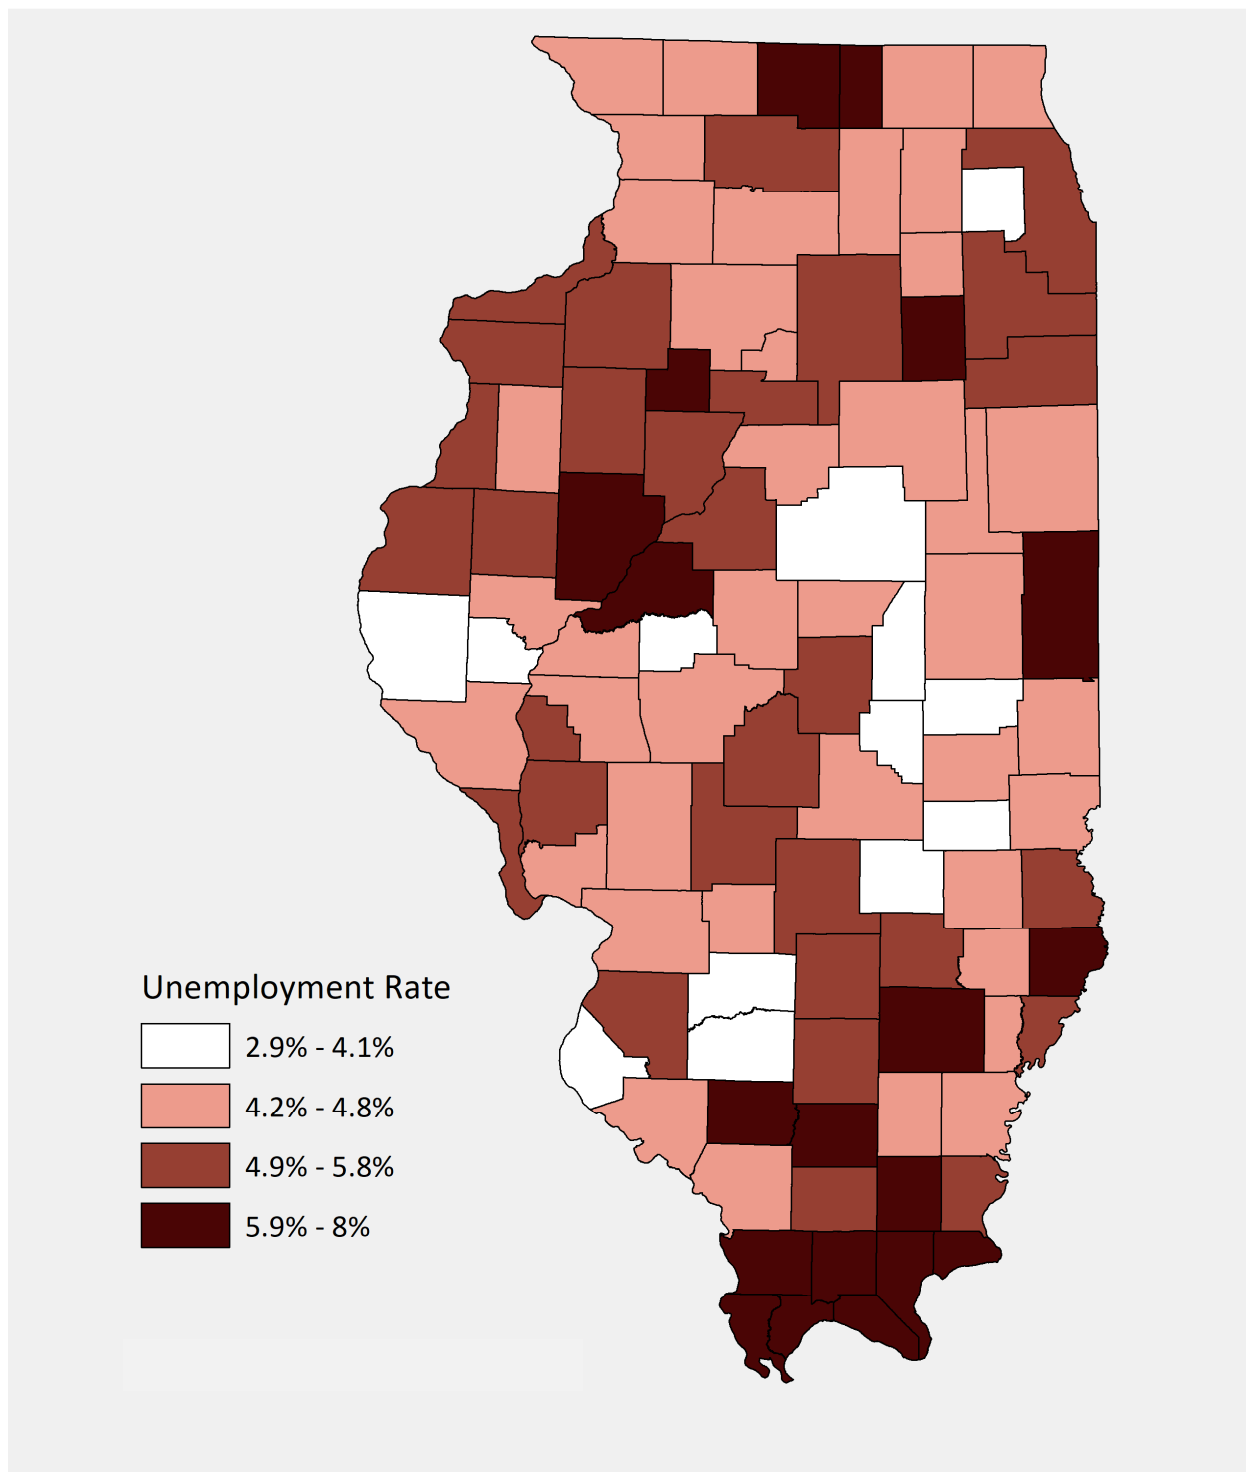 Unemployment Rate
2.9% - 4.1%
4.2% - 4.8%
4.9% - 5.8%
5.9% - 8%